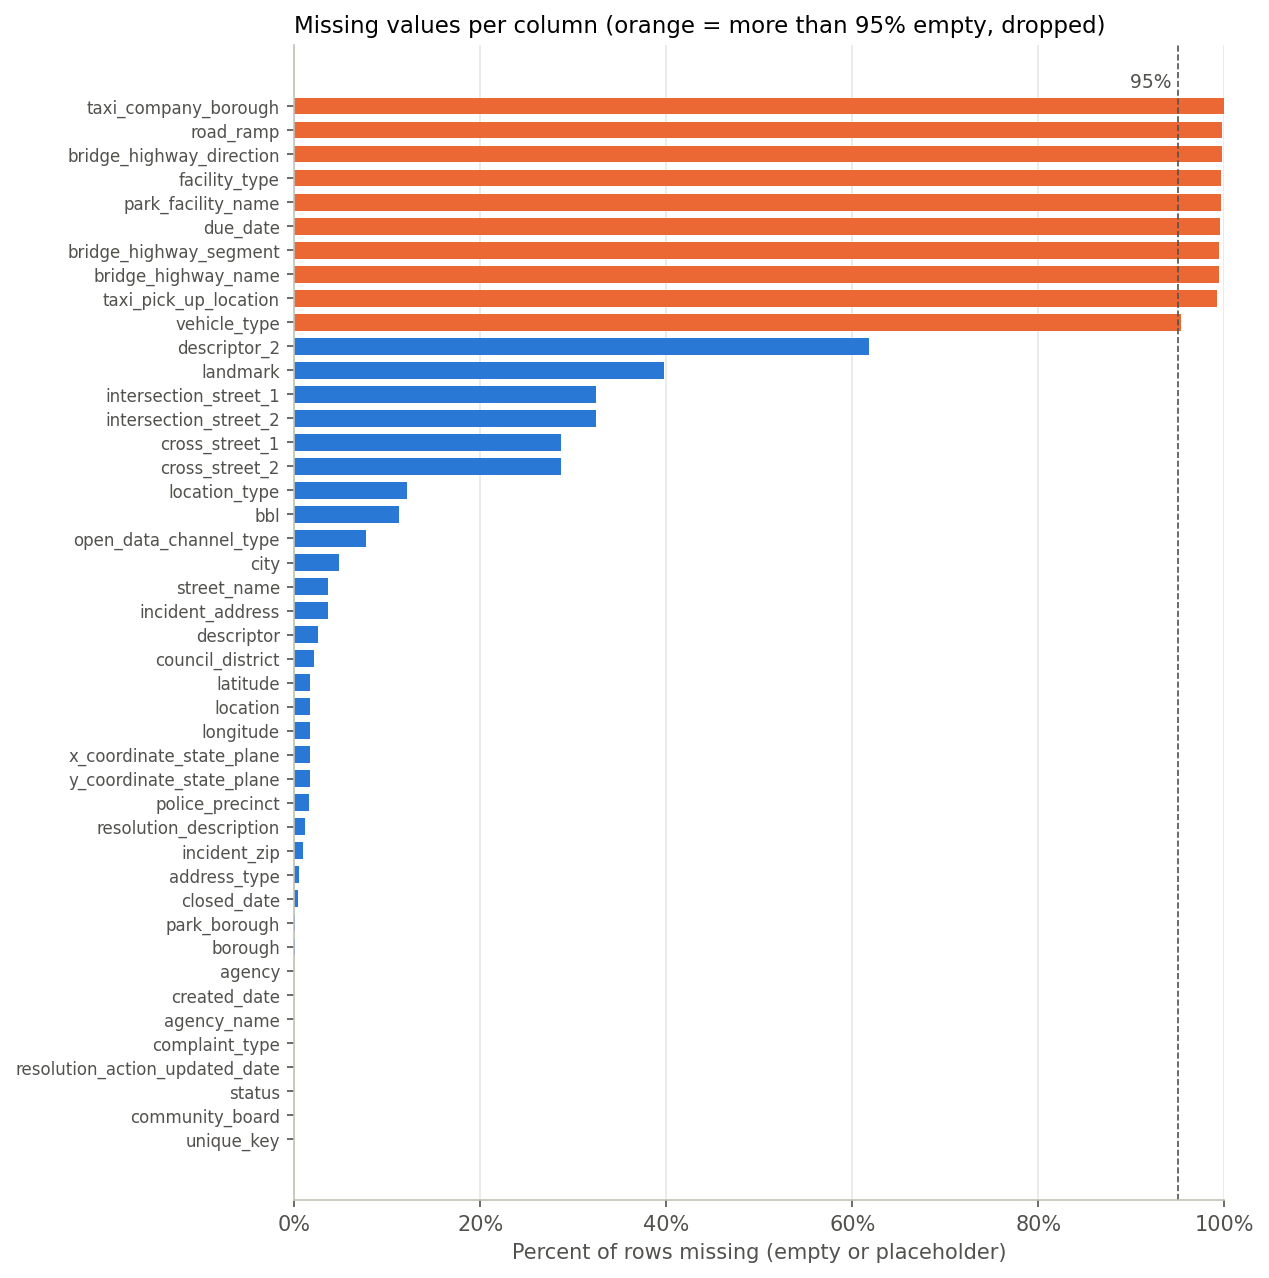 Missing values per column (orange = more than 95% empty, dropped)
95%
taxi_company_borough
road_ramp
bridge_highway_direction
facility_type
park_facility_name
due_date
bridge_highway_segment
bridge_highway_name
taxi_pick_up_location
vehicle_type
descriptor_2
landmark
intersection_street_1
intersection_street_2
cross_street_1
cross_street_2
location_type
bbl
open_data_channel_type
city
street_name
incident_address
descriptor
council_district
latitude
location
longitude
x_coordinate_state_plane
y_coordinate_state_plane
police_precinct
resolution_description
incident_zip
address_type
closed_date
park_borough
borough
agency
created_date
agency_name
complaint_type
resolution_action_updated_date
status
community_board
unique_key
0% 20% 40% 60% 80% 100%
Percent of rows missing (empty or placeholder)